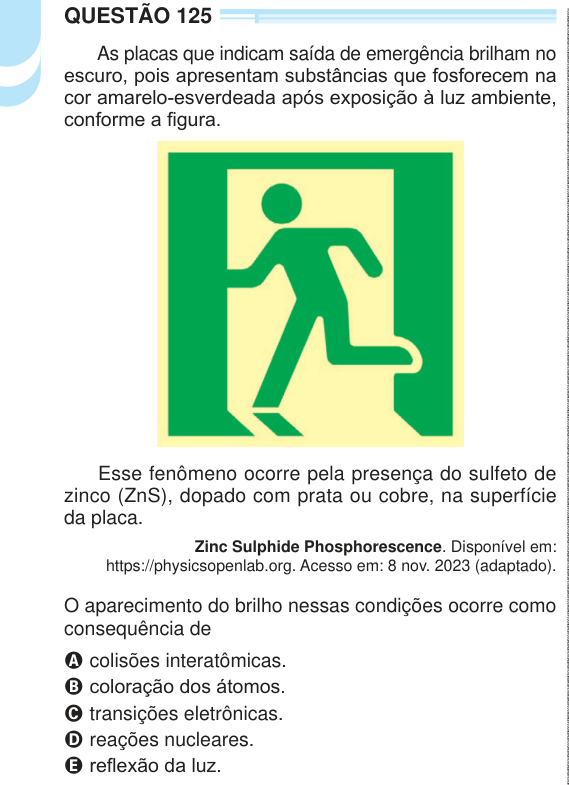 QUESTÃO 125
As placas que indicam saída de emergência brilham no
escuro, pois apresentam substâncias que fosforecem na
cor amarelo-esverdeada após exposição à luz ambiente,
conforme a figura.
Esse fenômeno ocorre pela presença do sulfeto de
zinco (ZnS), dopado com prata ou cobre, na superfície
da placa.
Zinc Sulphide Phosphorescence. Disponível em:
https://physicsopenlab.org. Acesso em: 8 nov. 2023 (adaptado).
O aparecimento do brilho nessas condições ocorre como
consequência de
A colisões interatômicas.
B coloração dos átomos.
C transições eletrônicas.
D reações nucleares.
E reflexão da luz.